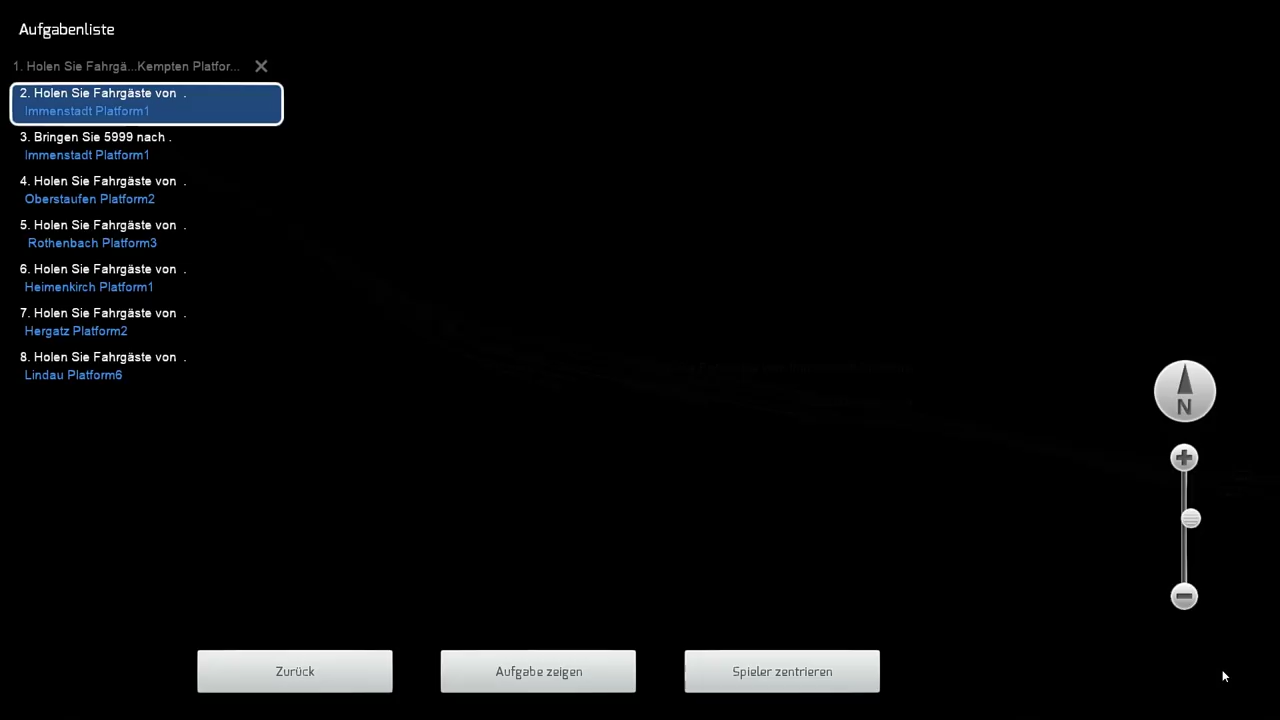 Aufgabenliste
1. Holen Sie Fahrgä...Kempten Platfor...
2. Holen Sie Fahrgäste von .
Immenstadt Platform1
3. Bringen Sie 5999 nach .
Immenstadt Platform1
4. Holen Sie Fahrgäste von .
Oberstaufen Platform2
5. Holen Sie Fahrgäste von .
Rothenbach Platform3
6. Holen Sie Fahrgäste von .
Heimenkirch Platform1
7. Holen Sie Fahrgäste von .
Hergatz Platform2
8. Holen Sie Fahrgäste von .
Lindau Platform6
N
Zurück
Aufgabe zeigen
Spieler zentrieren